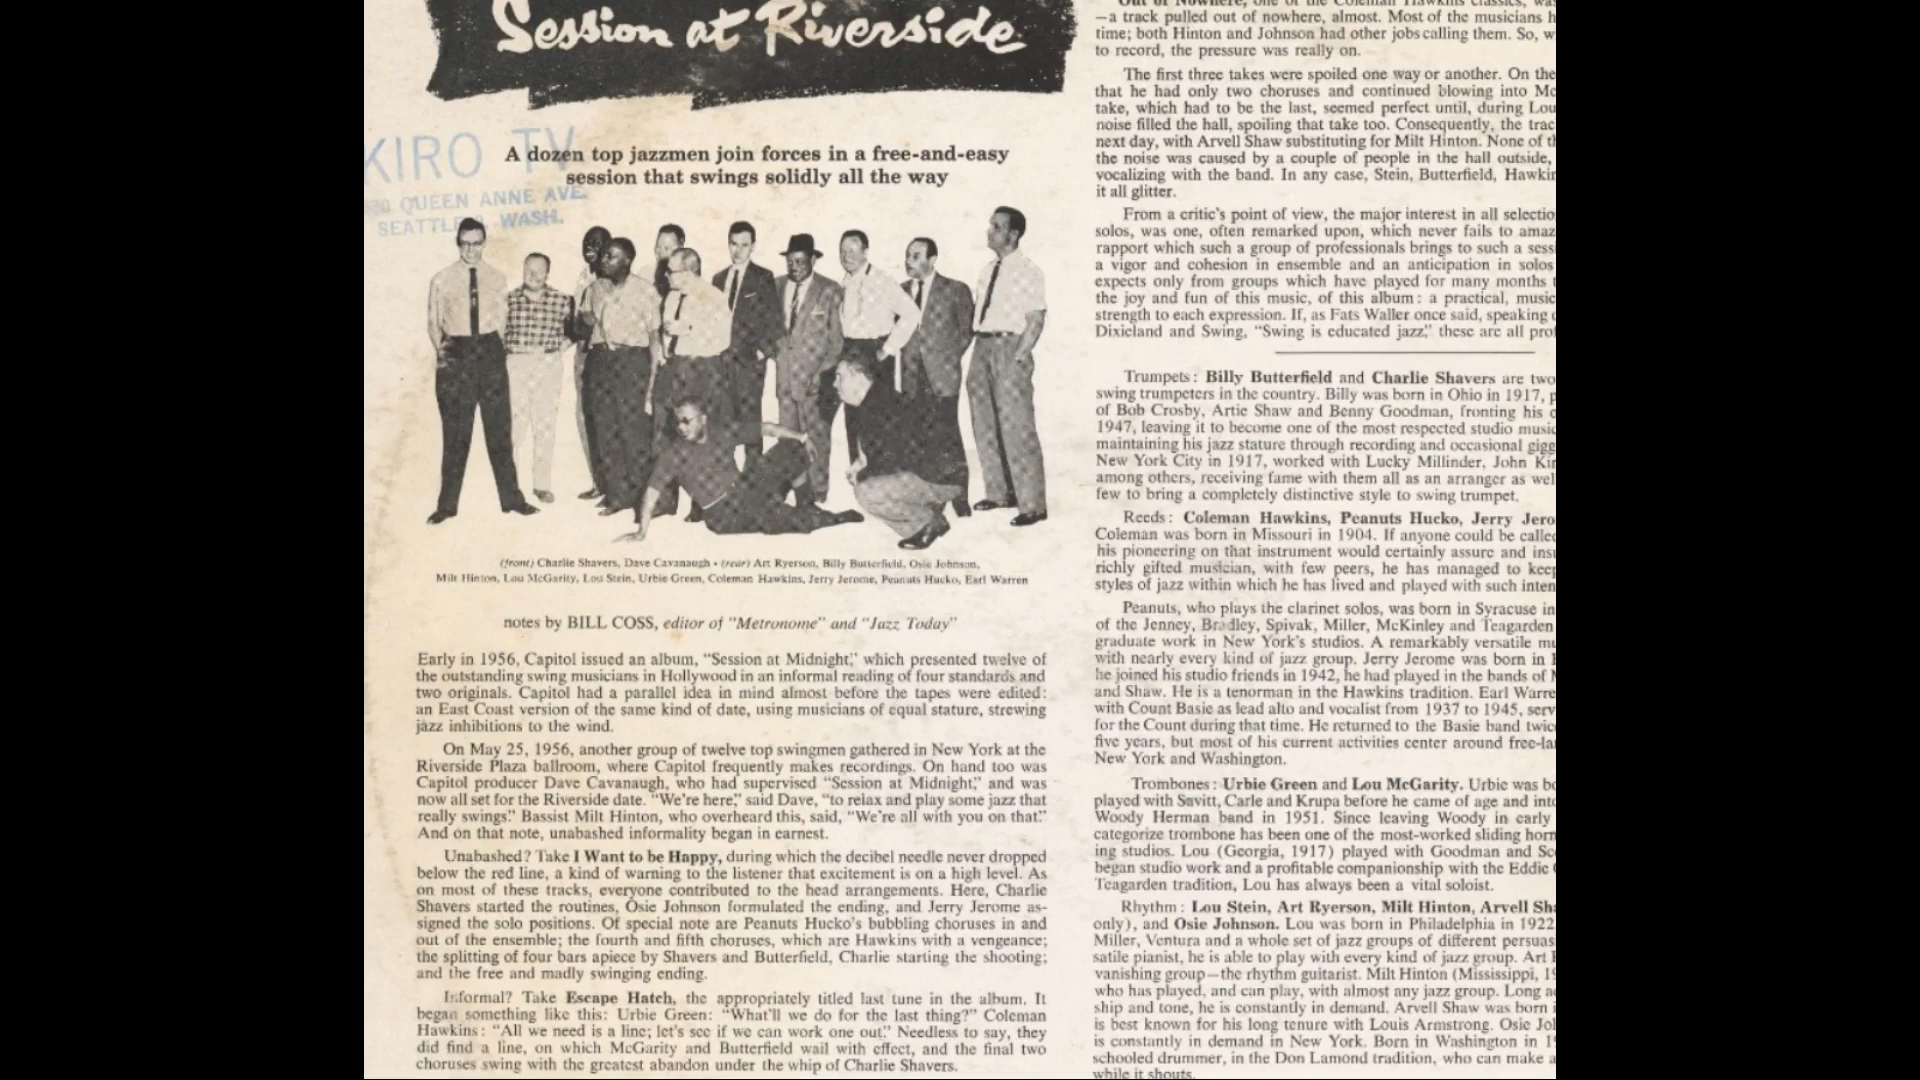 Session at Riverside
KIRO TV
QUEEN ANNE AVE.
SEATTLE WASH.
A dozen top jazzmen join forces in a free-and-easy
session that swings solidly all the way
(front) Charlie Shavers, Dave Cavanaugh • (rear) Art Ryerson, Billy Butterfield, Osie Johnson,
Milt Hinton, Lou McGarity, Lou Stein, Urbie Green, Coleman Hawkins, Jerry Jerome, Peanuts Hucko, Earl Warren
notes by BILL COSS, editor of "Metronome" and "Jazz Today"
Early in 1956, Capitol issued an album, "Session at Midnight," which presented twelve of
the outstanding swing musicians in Hollywood in an informal reading of four standards and
two originals. Capitol had a parallel idea in mind almost before the tapes were edited:
an East Coast version of the same kind of date, using musicians of equal stature, strewing
jazz inhibitions to the wind.
On May 25, 1956, another group of twelve top swingmen gathered in New York at the
Riverside Plaza ballroom, where Capitol frequently makes recordings. On hand too was
Capitol producer Dave Cavanaugh, who had supervised "Session at Midnight," and was
now all set for the Riverside date. "We're here," said Dave, "to relax and play some jazz that
really swings." Bassist Milt Hinton, who overheard this, said, "We're all with you on that."
And on that note, unabashed informality began in earnest.
Unabashed? Take I Want to be Happy, during which the decibel needle never dropped
below the red line, a kind of warning to the listener that excitement is on a high level. As
on most of these tracks, everyone contributed to the head arrangements. Here, Charlie
Shavers started the routines, Osie Johnson formulated the ending, and Jerry Jerome as-
signed the solo positions. Of special note are Peanuts Hucko's bubbling choruses in and
out of the ensemble; the fourth and fifth choruses, which are Hawkins with a vengeance;
the splitting of four bars apiece by Shavers and Butterfield, Charlie starting the shooting;
and the free and madly swinging ending.
Informal? Take Escape Hatch, the appropriately titled last tune in the album. It
began something like this: Urbie Green: "What'll we do for the last thing?" Coleman
Hawkins: "All we need is a line; let's see if we can work one out." Needless to say, they
did find a line, on which McGarity and Butterfield wail with effect, and the final two
choruses swing with the greatest abandon under the whip of Charlie Shavers.
Out of Nowhere, one of the Coleman Hawkins classics, was
—a track pulled out of nowhere, almost. Most of the musicians h
time; both Hinton and Johnson had other jobs calling them. So, w
to record, the pressure was really on.
The first three takes were spoiled one way or another. On the
that he had only two choruses and continued blowing into Mc
take, which had to be the last, seemed perfect until, during Lou
noise filled the hall, spoiling that take too. Consequently, the trac
next day, with Arvell Shaw substituting for Milt Hinton. None of th
the noise was caused by a couple of people in the hall outside,
vocalizing with the band. In any case, Stein, Butterfield, Hawkin
it all glitter.
From a critic's point of view, the major interest in all selectio
solos, was one, often remarked upon, which never fails to amaz
rapport which such a group of professionals brings to such a sess
a vigor and cohesion in ensemble and an anticipation in solos
expects only from groups which have played for many months t
the joy and fun of this music, of this album: a practical, music
strength to each expression. If, as Fats Waller once said, speaking o
Dixieland and Swing, "Swing is educated jazz," these are all prof
Trumpets: Billy Butterfield and Charlie Shavers are two
swing trumpeters in the country. Billy was born in Ohio in 1917, p
of Bob Crosby, Artie Shaw and Benny Goodman, fronting his o
1947, leaving it to become one of the most respected studio music
maintaining his jazz stature through recording and occasional gigg
New York City in 1917, worked with Lucky Millinder, John Kir
among others, receiving fame with them all as an arranger as wel
few to bring a completely distinctive style to swing trumpet.
Reeds: Coleman Hawkins, Peanuts Hucko, Jerry Jero
Coleman was born in Missouri in 1904. If anyone could be called
his pioneering on that instrument would certainly assure and insu
richly gifted musician, with few peers, he has managed to keep
styles of jazz within which he has lived and played with such inten
Peanuts, who plays the clarinet solos, was born in Syracuse in
of the Jenney, Bradley, Spivak, Miller, McKinley and Teagarden
graduate work in New York's studios. A remarkably versatile mu
with nearly every kind of jazz group. Jerry Jerome was born in
he joined his studio friends in 1942, he had played in the bands of
and Shaw. He is a tenorman in the Hawkins tradition. Earl Warre
with Count Basie as lead alto and vocalist from 1937 to 1945, serv
for the Count during that time. He returned to the Basie band twic
five years, but most of his current activities center around free-la
New York and Washington.
Trombones: Urbie Green and Lou McGarity. Urbie was bo
played with Savitt, Carle and Krupa before he came of age and into
Woody Herman band in 1951. Since leaving Woody in early
categorize trombone has been one of the most-worked sliding horn
ing studios. Lou (Georgia, 1917) played with Goodman and Sc
began studio work and a profitable companionship with the Eddie
Teagarden tradition, Lou has always been a vital soloist.
Rhythm: Lou Stein, Art Ryerson, Milt Hinton, Arvell Sha
only), and Osie Johnson. Lou was born in Philadelphia in 1922
Miller, Ventura and a whole set of jazz groups of different persuas
satile pianist, he is able to play with every kind of jazz group. Art
vanishing group—the rhythm guitarist. Milt Hinton (Mississippi, 19
who has played, and can play, with almost any jazz group. Long a
ship and tone, he is constantly in demand. Arvell Shaw was born i
is best known for his long tenure with Louis Armstrong. Osie Jo
is constantly in demand in New York. Born in Washington in 19
schooled drummer, in the Don Lamond tradition, who can make a
while it shouts.